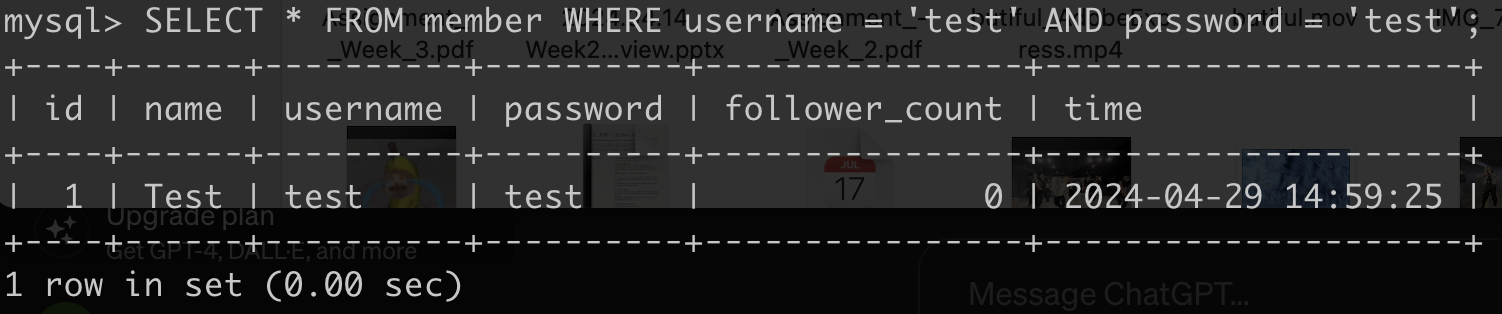 mysql> SELECT * FROM member WHERE username = 'test' AND password = 'test';
_Week_3.pdf Week2...view.pptx _Week_2.pdf ress.mp4
+----+------+----------+----------+----------------+---------------------+
| id | name | username | password | follower_count | time                |
+----+------+----------+----------+----------------+---------------------+
JUL
17
|  1 | Test | test     | test     |              0 | 2024-04-29 14:59:25 |
Upgrade plan
+----+------+----------+----------+----------------+---------------------+
Get GPT-4, DALL·E, and more
1 row in set (0.00 sec)
Message ChatGPT...